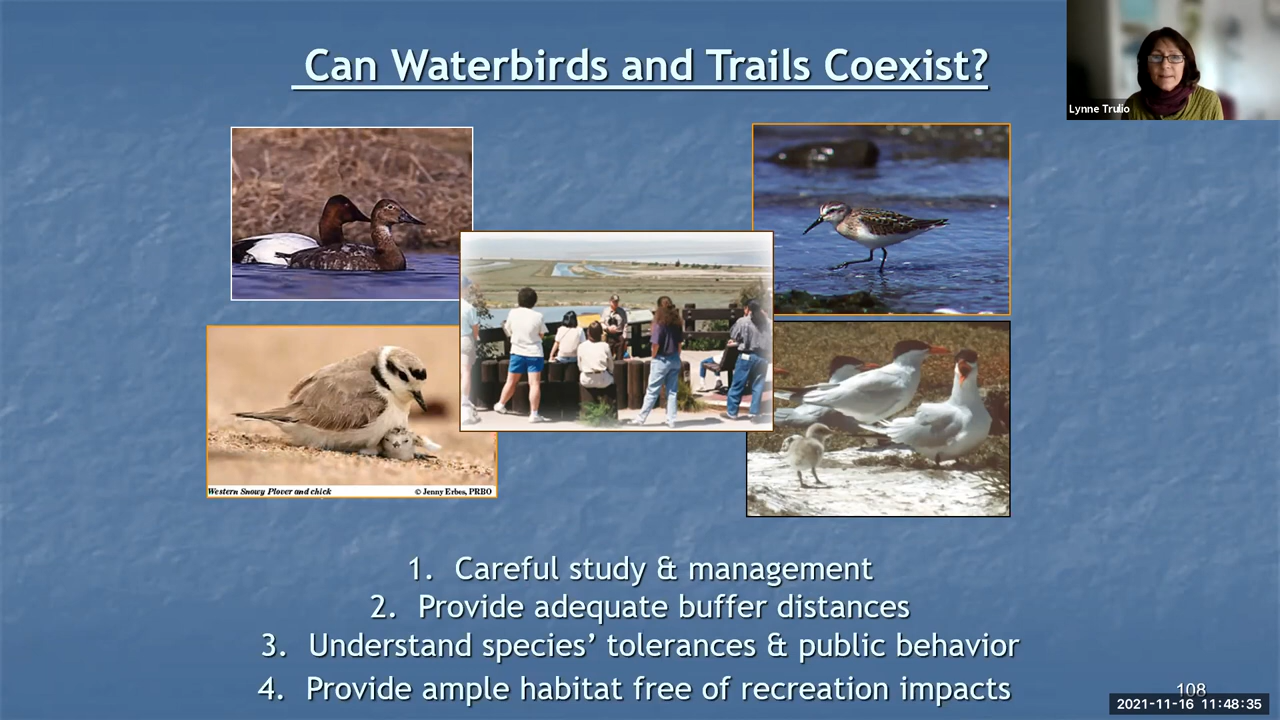 Can Waterbirds and Trails Coexist?
Lynne Trulio
Western Snowy Plover and chick © Jenny Erbes, PRBO
1. Careful study & management
2. Provide adequate buffer distances
3. Understand species’ tolerances & public behavior
4. Provide ample habitat free of recreation impacts
108
2021-11-16 11:48:35